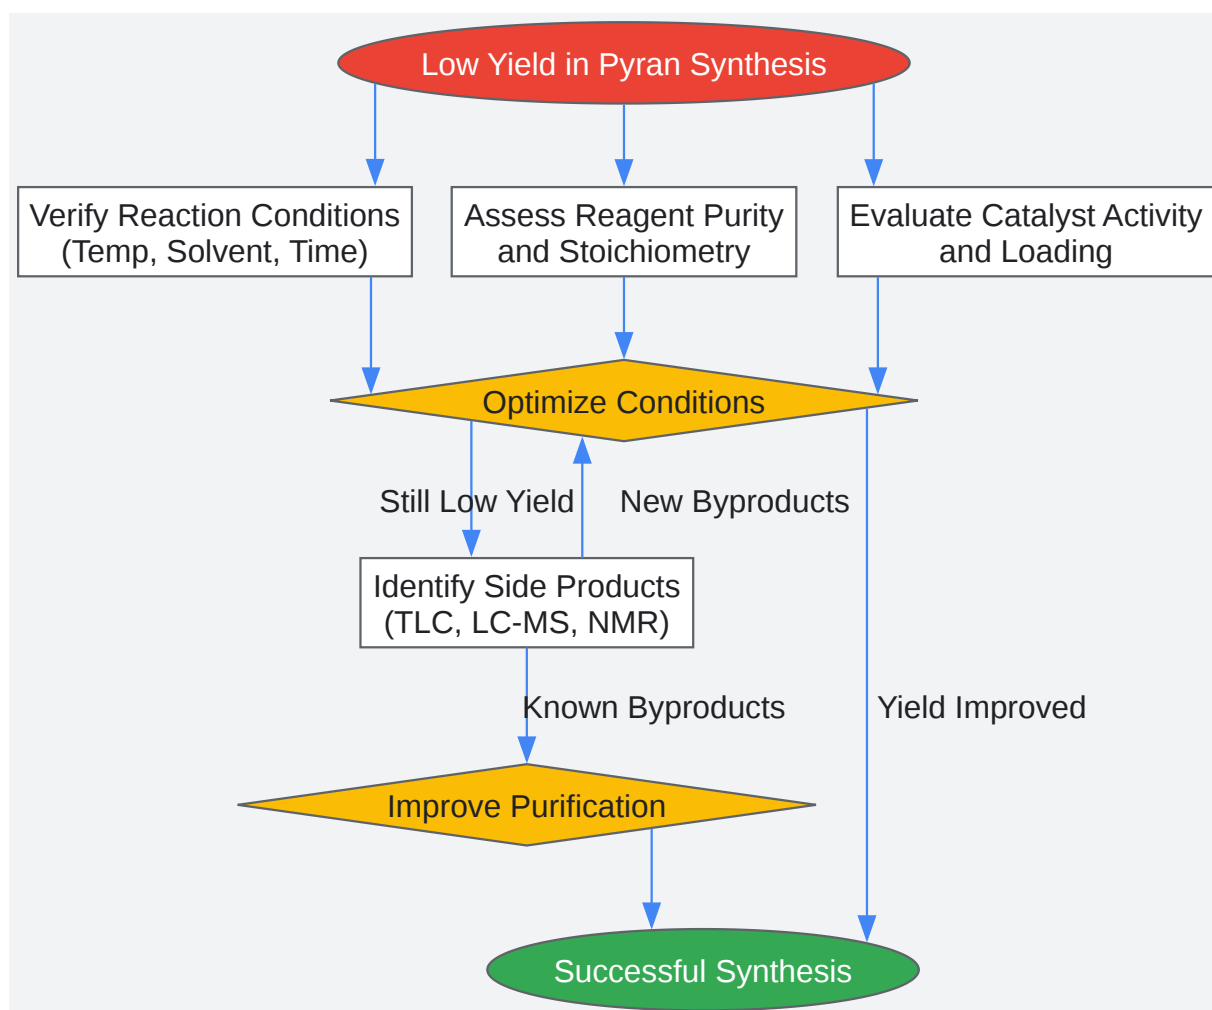 Low Yield in Pyran Synthesis
Verify Reaction Conditions
(Temp, Solvent, Time)
Assess Reagent Purity
and Stoichiometry
Evaluate Catalyst Activity
and Loading
Optimize Conditions
Still Low Yield
New Byproducts
Identify Side Products
(TLC, LC-MS, NMR)
Known Byproducts
Yield Improved
Improve Purification
Successful Synthesis